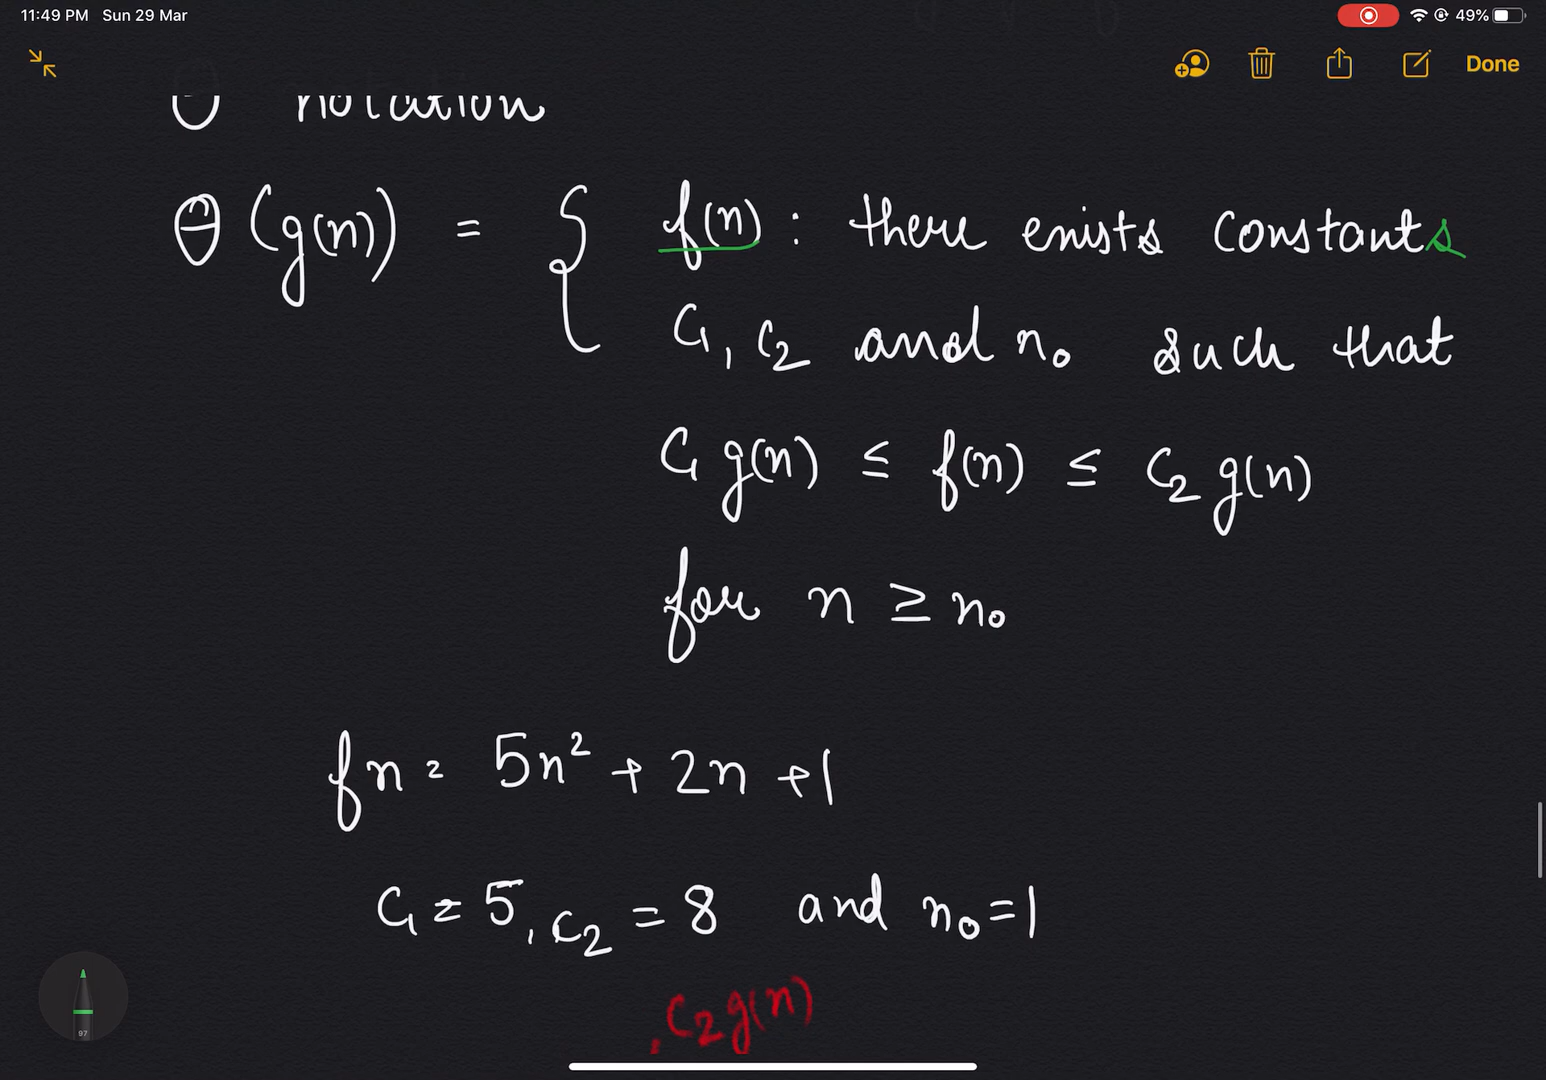 11:49 PM Sun 29 Mar 49%
Done
θ notation
θ (g(n)) = { f(n) : there exists constants
C1, C2 and n0 such that
C1 g(n) ≤ f(n) ≤ C2 g(n)
for n ≥ n0
fn = 5n² + 2n +1
C1 = 5, C2 = 8 and n0 = 1
C2 g(n)
97